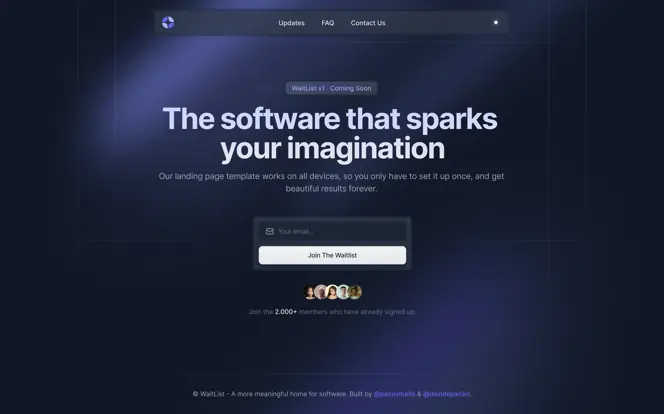 Updates FAQ Contact Us
WaitList v1 · Coming Soon
The software that sparks
your imagination
Our landing page template works on all devices, so you only have to set it up once, and get
beautiful results forever.
Your email..
Join The Waitlist
Join the 2.000+ members who have already signed up.
© WaitList - A more meaningful home for software. Built by @paolovitullo & @davidepacilio.